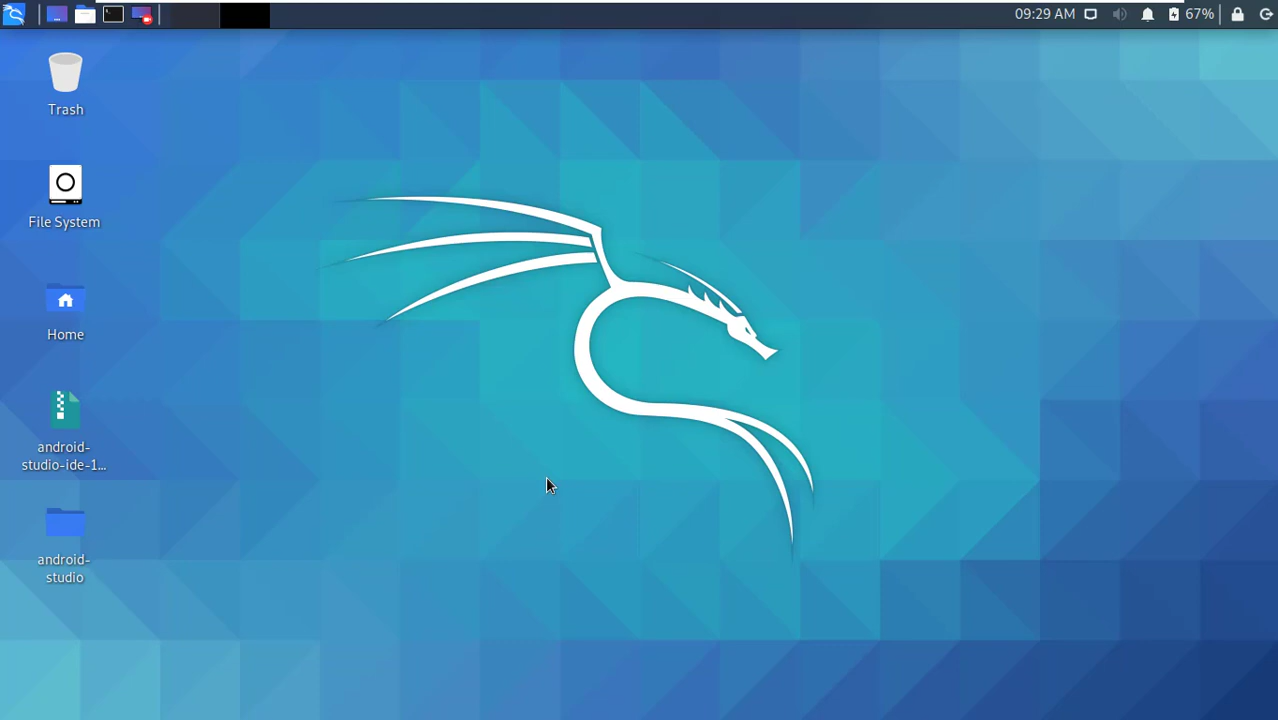 09:29 AM
67%
Trash
File System
Home
android-
studio-ide-1...
android-
studio